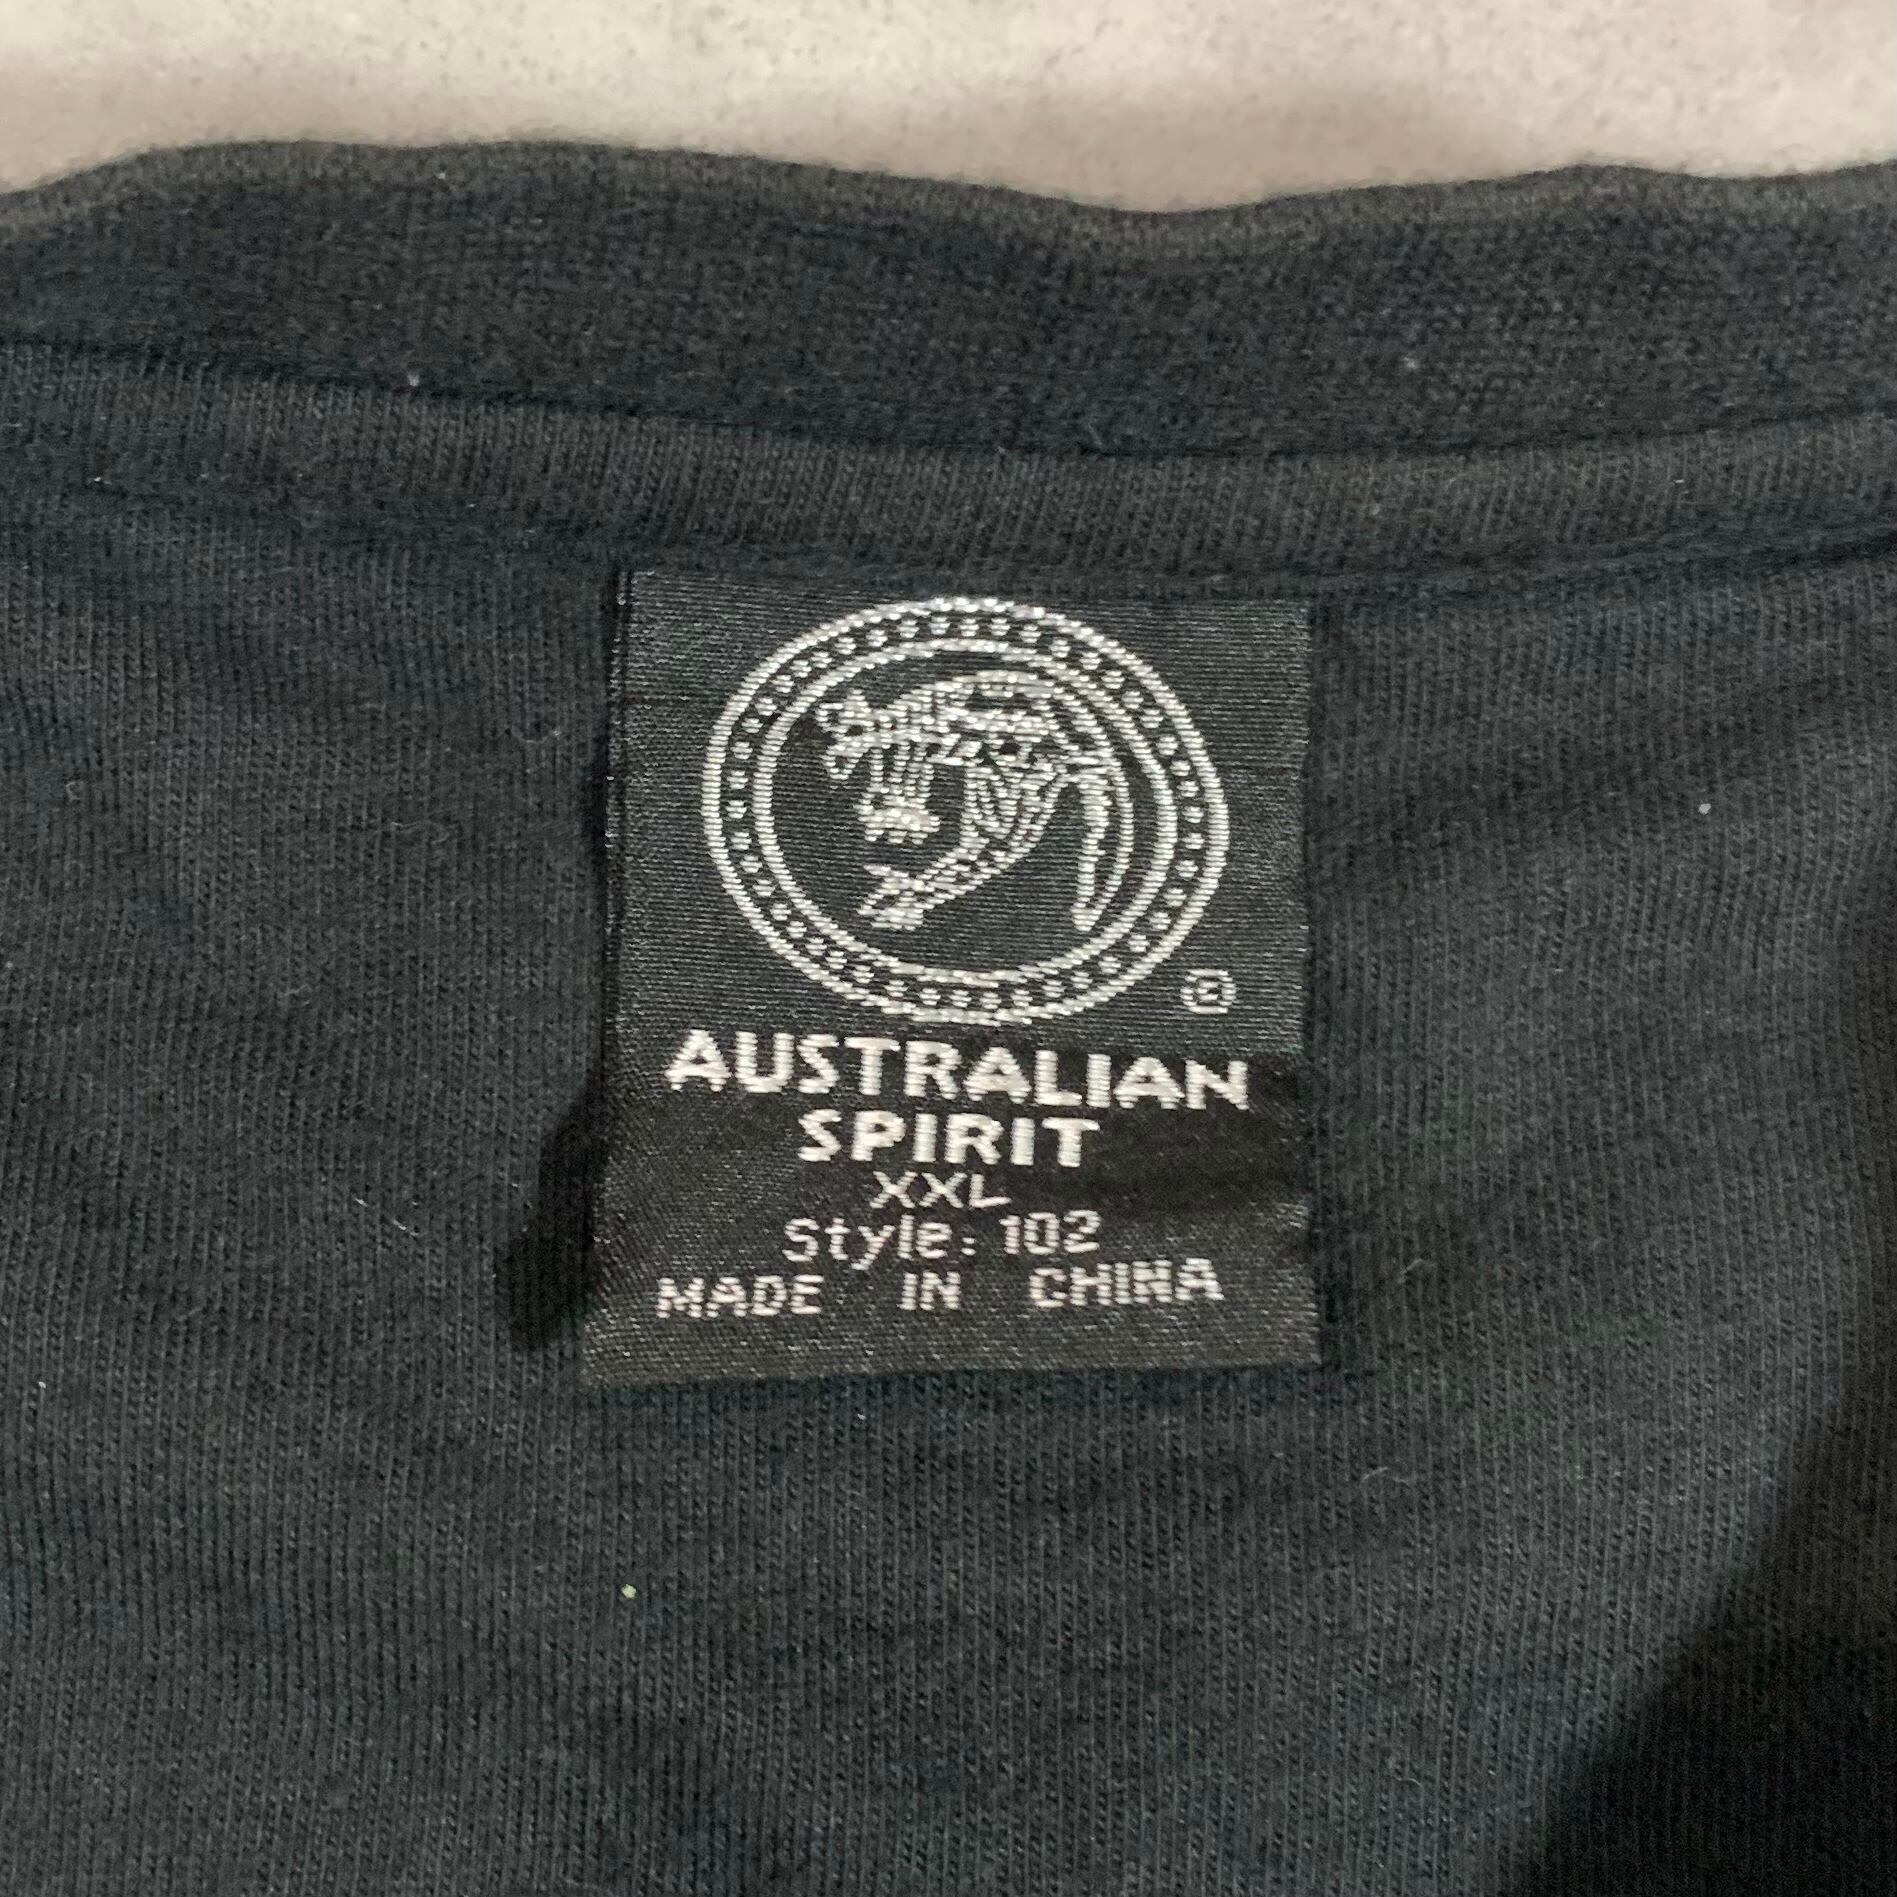 ®
AUSTRALIAN
SPIRIT
XXL
Style: 102
MADE IN CHINA